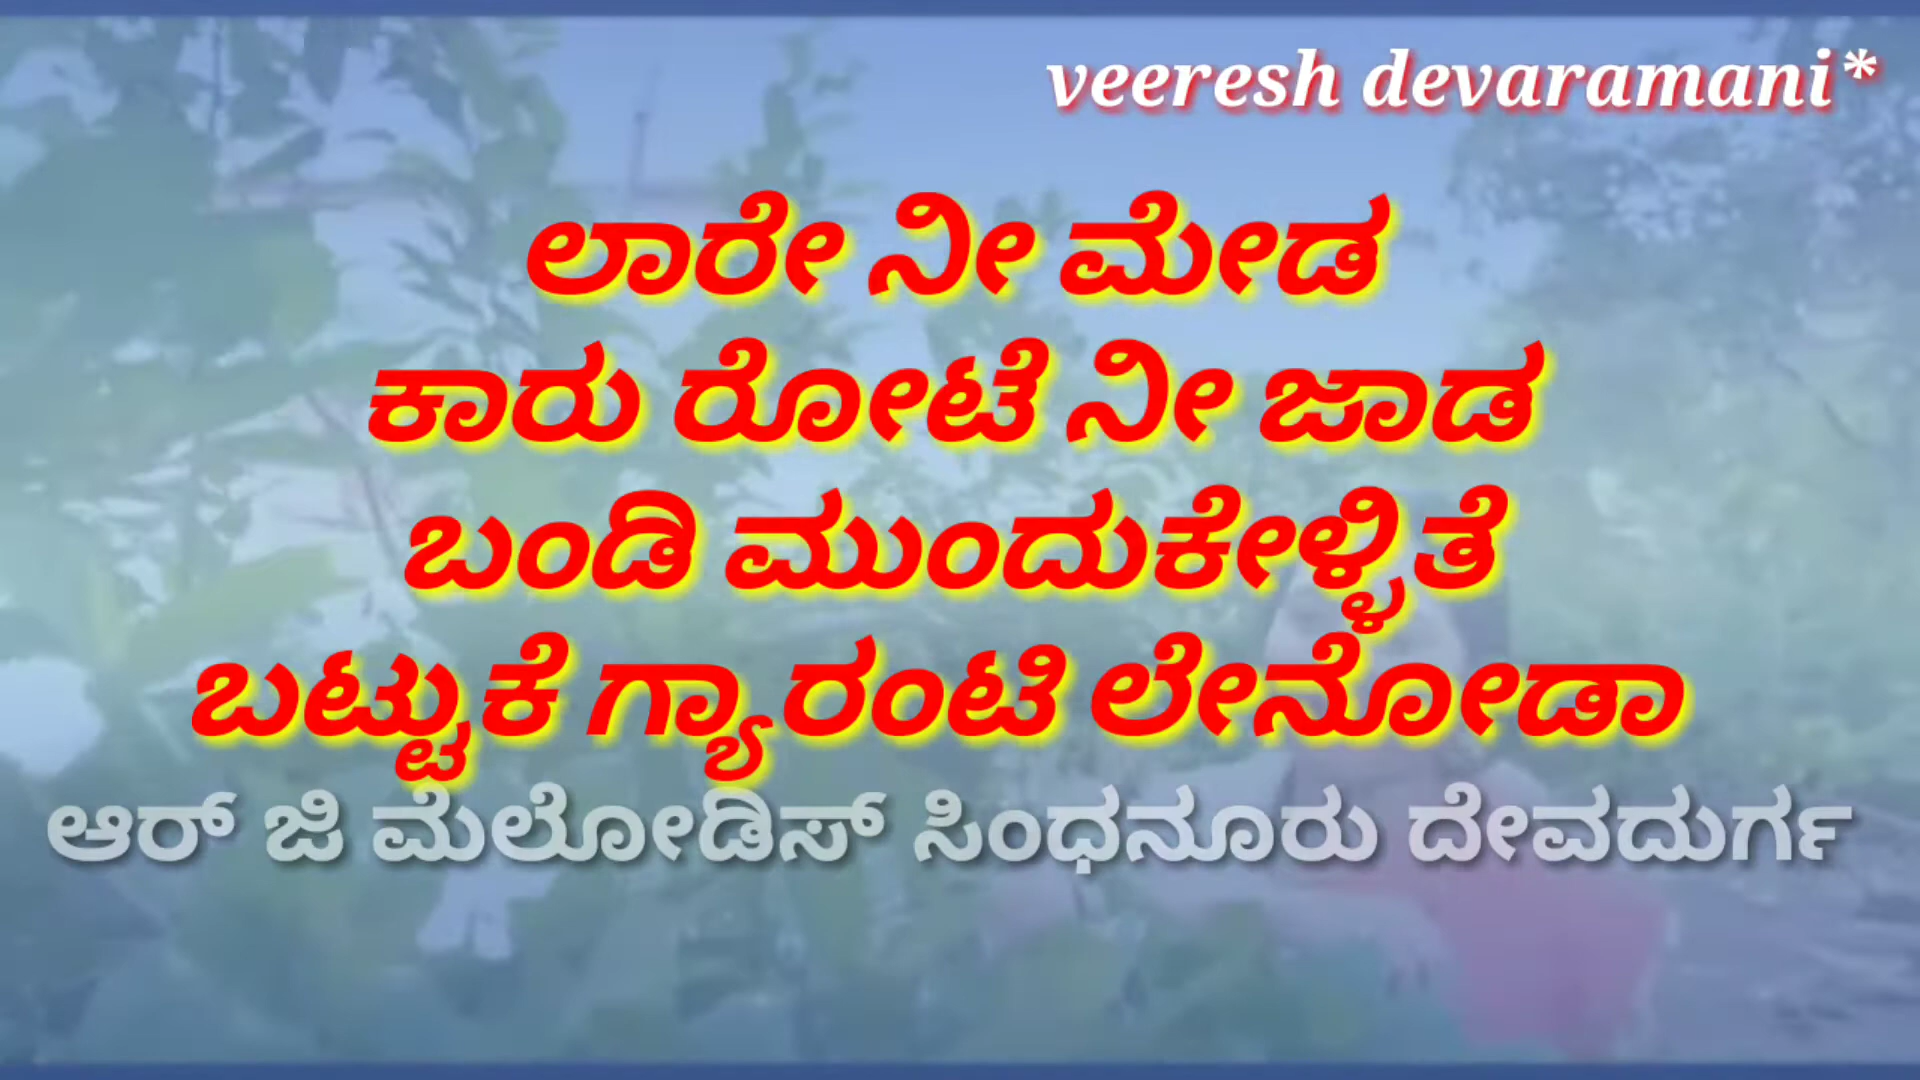 veeresh devaramani*
ಲಾರೇ ನೀ ಮೇಡ
ಕಾರು ರೋಟೆ ನೀ ಜಾಡ
ಬಂಡಿ ಮುಂದುಕೇಳ್ಳಿತೆ
ಬಟ್ಟುಕೆ ಗ್ಯಾರಂಟಿ ಲೇನೋಡಾ
ಆರ್ ಜಿ ಮೆಲೋಡಿಸ್ ಸಿಂಧನೂರು ದೇವದುರ್ಗ